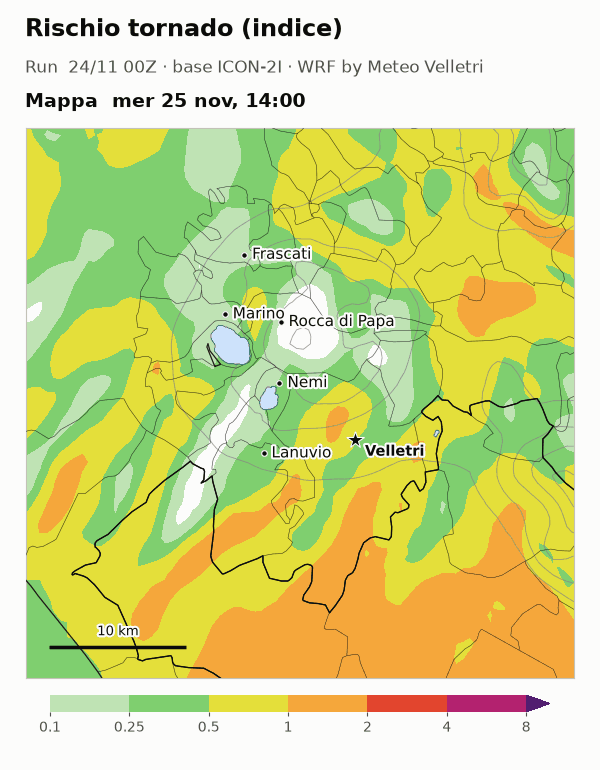 Rischio tornado (indice)
Run  24/11 00Z · base ICON-2I · WRF by Meteo Velletri
Mappa  mer 25 nov, 14:00
Frascati
Marino
Rocca di Papa
Nemi
Velletri
Lanuvio
10 km
0.1 0.25 0.5 1 2 4 8